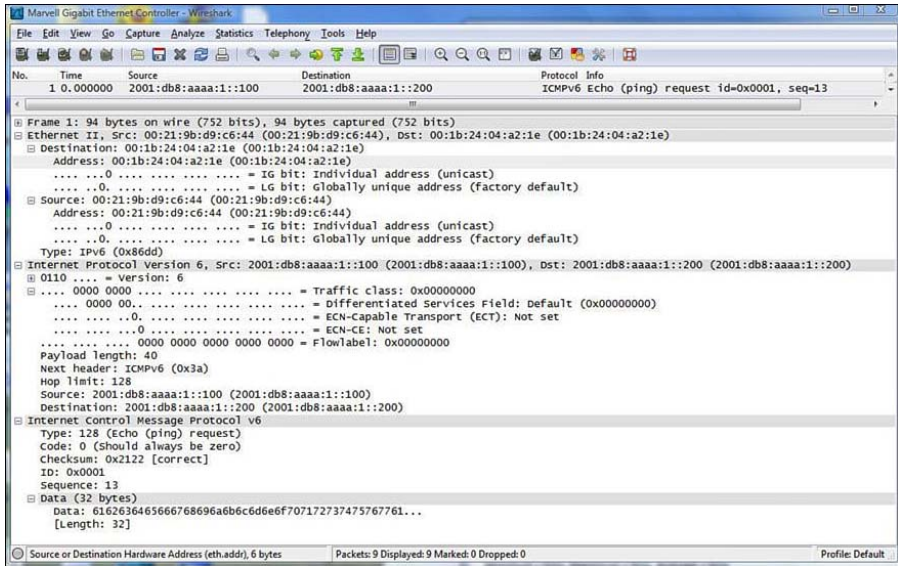 Marvell Gigabit Ethernet Controller - Wireshark
File Edit View Go Capture Analyze Statistics Telephony Tools Help
No. Time Source Destination Protocol Info
1 0.000000 2001:db8:aaaa:1::100 2001:db8:aaaa:1::200 ICMPv6 Echo (ping) request id=0x0001, seq=13
Frame 1: 94 bytes on wire (752 bits), 94 bytes captured (752 bits)
Ethernet II, Src: 00:21:9b:d9:c6:44 (00:21:9b:d9:c6:44), Dst: 00:1b:24:04:a2:1e (00:1b:24:04:a2:1e)
Destination: 00:1b:24:04:a2:1e (00:1b:24:04:a2:1e)
Address: 00:1b:24:04:a2:1e (00:1b:24:04:a2:1e)
.... ...0 .... .... .... .... = IG bit: Individual address (unicast)
.... ..0. .... .... .... .... = LG bit: Globally unique address (factory default)
Source: 00:21:9b:d9:c6:44 (00:21:9b:d9:c6:44)
Address: 00:21:9b:d9:c6:44 (00:21:9b:d9:c6:44)
.... ...0 .... .... .... .... = IG bit: Individual address (unicast)
.... ..0. .... .... .... .... = LG bit: Globally unique address (factory default)
Type: IPv6 (0x86dd)
Internet Protocol Version 6, Src: 2001:db8:aaaa:1::100 (2001:db8:aaaa:1::100), Dst: 2001:db8:aaaa:1::200 (2001:db8:aaaa:1::200)
0110 .... = Version: 6
.... 0000 0000 .... .... .... .... .... = Traffic class: 0x00000000
.... 0000 00.. .... .... .... .... .... = Differentiated Services Field: Default (0x00000000)
.... .... ..0. .... .... .... .... .... = ECN-Capable Transport (ECT): Not set
.... .... ...0 .... .... .... .... .... = ECN-CE: Not set
.... .... .... 0000 0000 0000 0000 0000 = Flowlabel: 0x00000000
Payload length: 40
Next header: ICMPv6 (0x3a)
Hop limit: 128
Source: 2001:db8:aaaa:1::100 (2001:db8:aaaa:1::100)
Destination: 2001:db8:aaaa:1::200 (2001:db8:aaaa:1::200)
Internet Control Message Protocol v6
Type: 128 (Echo (ping) request)
Code: 0 (Should always be zero)
Checksum: 0x2122 [correct]
ID: 0x0001
Sequence: 13
Data (32 bytes)
Data: 6162636465666768696a6b6c6d6e6f707172737475767761...
[Length: 32]
Source or Destination Hardware Address (eth.addr), 6 bytes Packets: 9 Displayed: 9 Marked: 0 Dropped: 0 Profile: Default